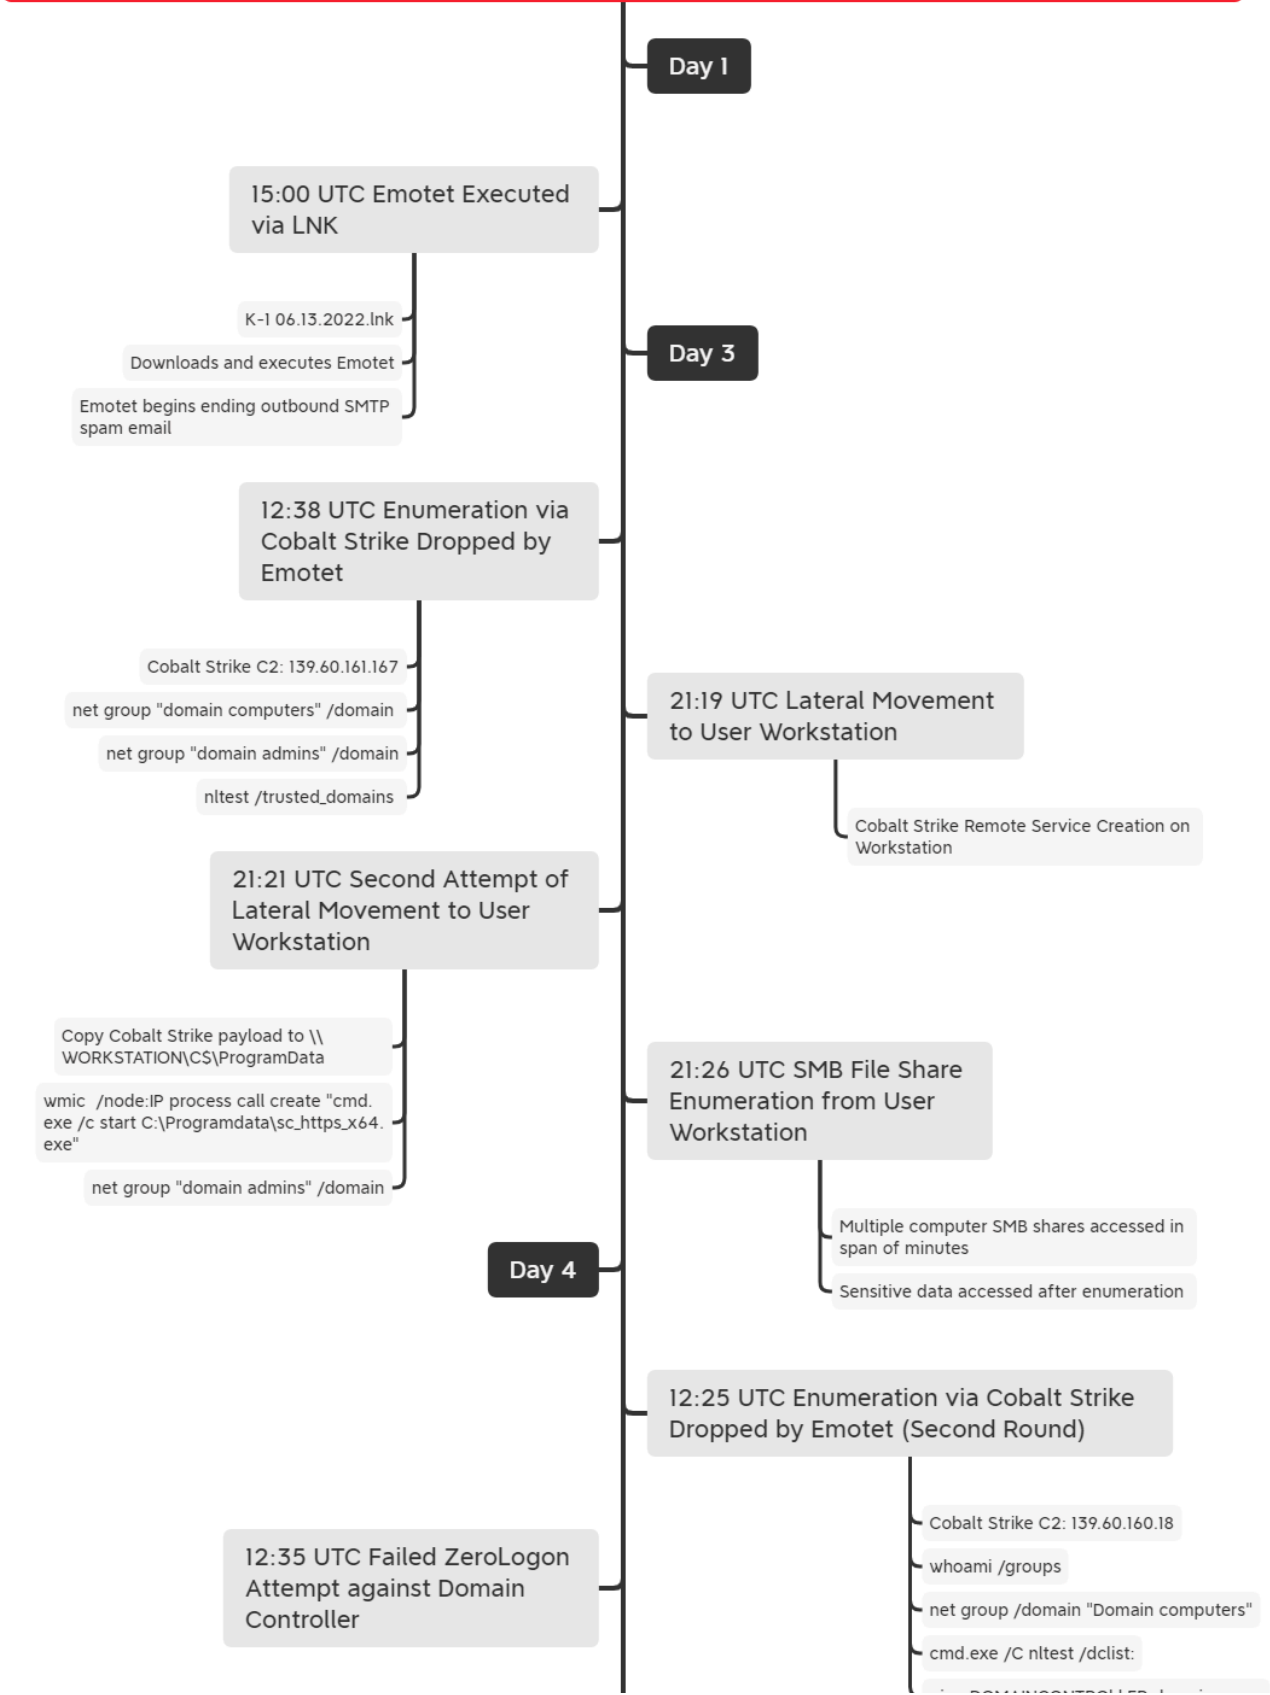 Day 1
15:00 UTC Emotet Executed
via LNK
K-1 06.13.2022.lnk
Downloads and executes Emotet
Emotet begins ending outbound SMTP
spam email
Day 3
12:38 UTC Enumeration via
Cobalt Strike Dropped by
Emotet
Cobalt Strike C2: 139.60.161.167
net group "domain computers" /domain
net group "domain admins" /domain
nltest /trusted_domains
21:19 UTC Lateral Movement
to User Workstation
Cobalt Strike Remote Service Creation on
Workstation
21:21 UTC Second Attempt of
Lateral Movement to User
Workstation
Copy Cobalt Strike payload to \\
WORKSTATION\C$\ProgramData
wmic  /node:IP process call create "cmd.
exe /c start C:\Programdata\sc_https_x64.
exe"
net group "domain admins" /domain
21:26 UTC SMB File Share
Enumeration from User
Workstation
Multiple computer SMB shares accessed in
span of minutes
Sensitive data accessed after enumeration
Day 4
12:25 UTC Enumeration via Cobalt Strike
Dropped by Emotet (Second Round)
Cobalt Strike C2: 139.60.160.18
whoami /groups
net group /domain "Domain computers"
cmd.exe /C nltest /dclist:
12:35 UTC Failed ZeroLogon
Attempt against Domain
Controller